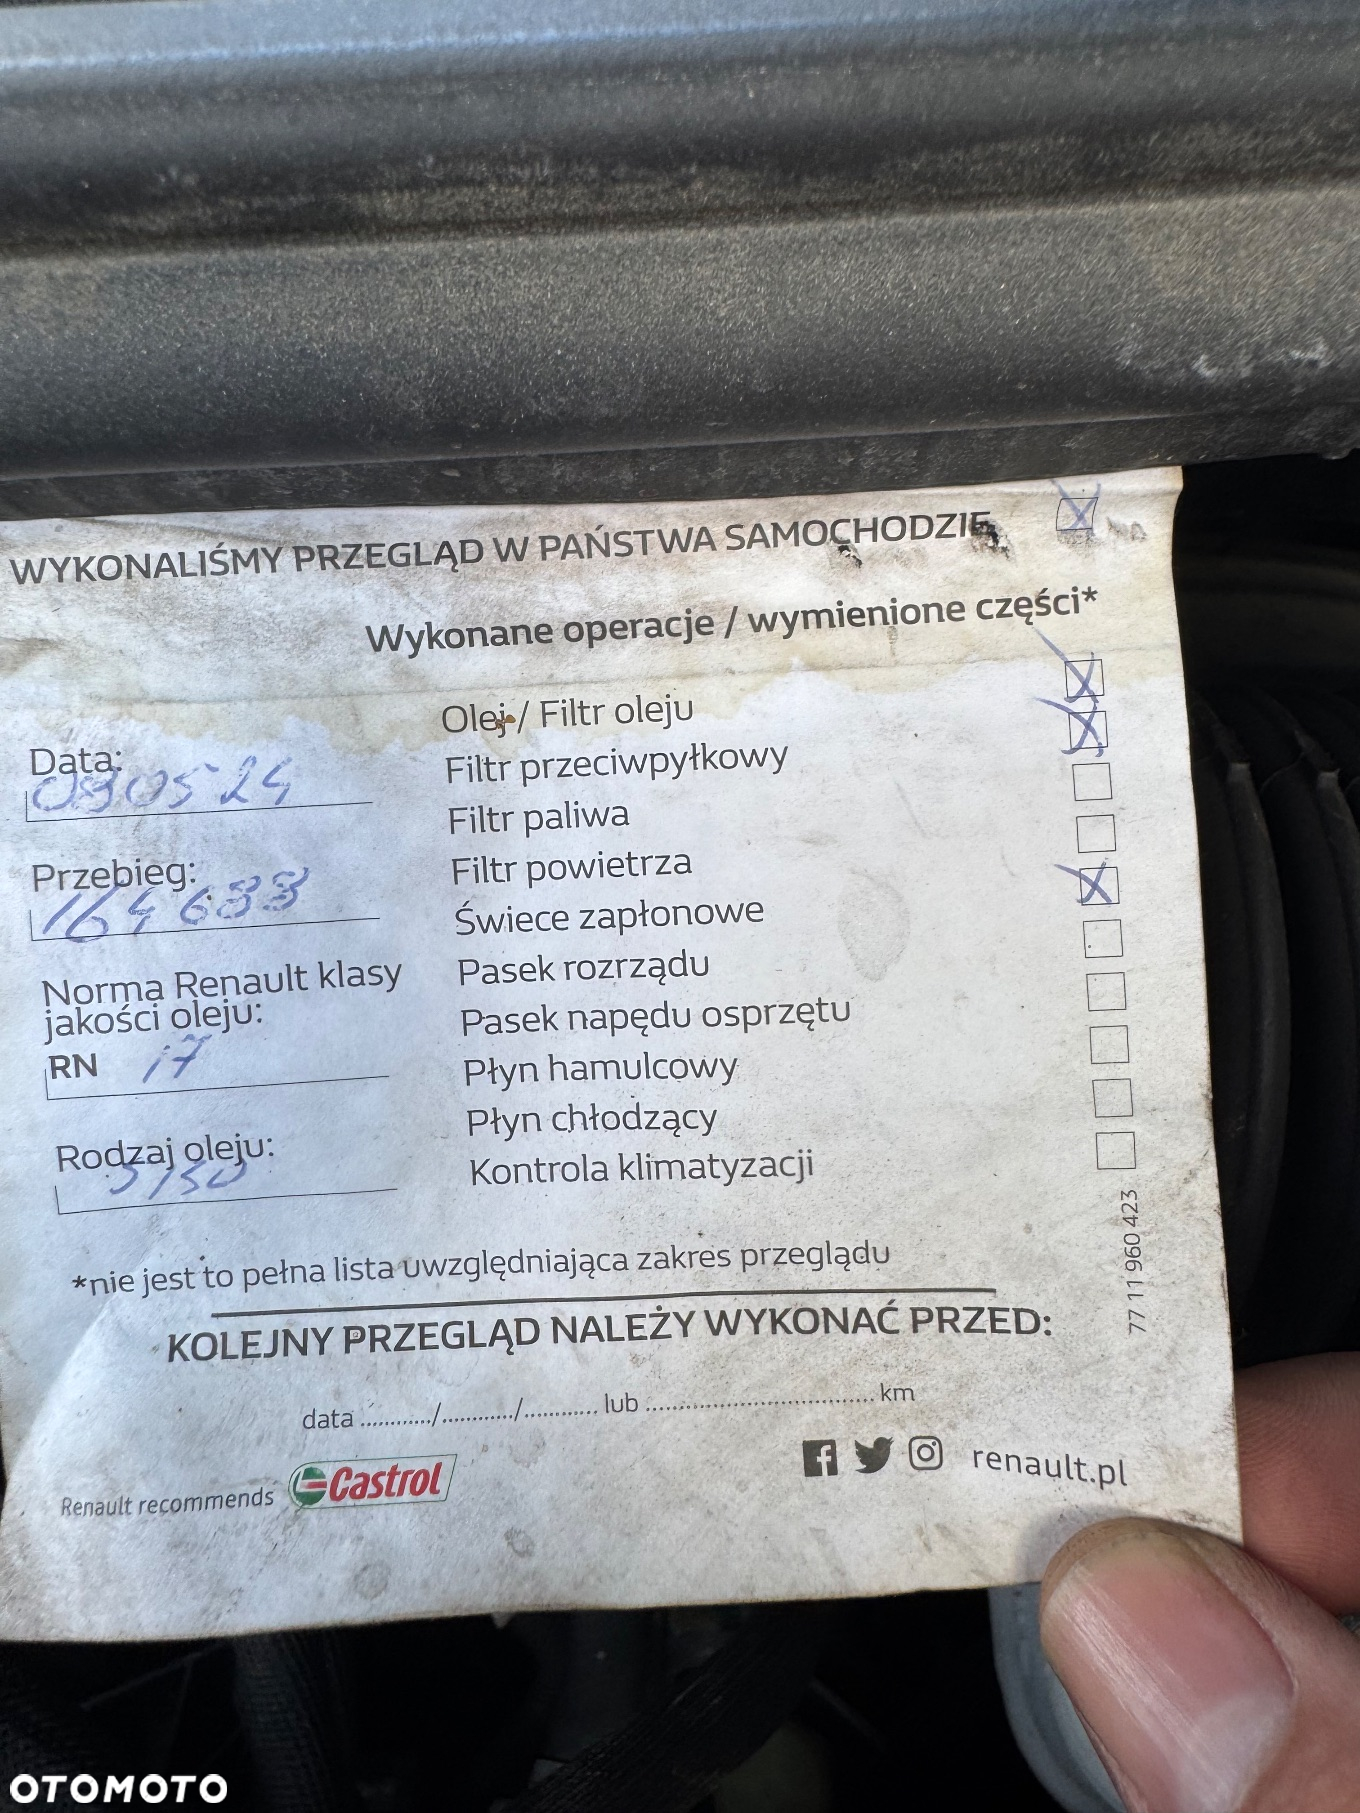 WYKONALIŚMY PRZEGLĄD W PAŃSTWA SAMOCHODZIE
Wykonane operacje / wymienione części*
Data:
090524
Przebieg:
164 688
Norma Renault klasy
jakości oleju:
RN 17
Rodzaj oleju:
Olej / Filtr oleju
Filtr przeciwpyłkowy
Filtr paliwa
Filtr powietrza
Świece zapłonowe
Pasek rozrządu
Pasek napędu osprzętu
Płyn hamulcowy
Płyn chłodzący
Kontrola klimatyzacji
77 11 960 423
*nie jest to pełna lista uwzględniająca zakres przeglądu
KOLEJNY PRZEGLĄD NALEŻY WYKONAĆ PRZED:
data ............/............/............ lub ...................................... km
Renault recommends Castrol
renault.pl
OTOMOTO